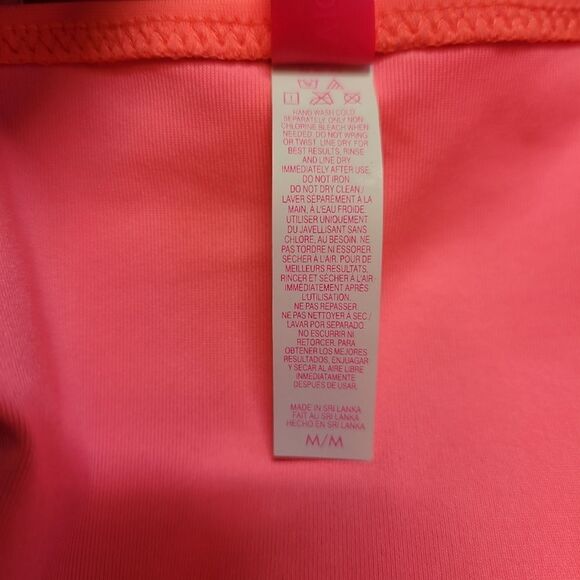 HAND WASH COLD
SEPARATELY. ONLY NON-
CHLORINE BLEACH WHEN
NEEDED. DO NOT WRING
OR TWIST. LINE DRY. FOR
BEST RESULTS, RINSE
AND LINE DRY
IMMEDIATELY AFTER USE.
DO NOT IRON.
DO NOT DRY CLEAN /
LAVER SÉPARÉMENT À LA
MAIN, À L'EAU FROIDE.
UTILISER UNIQUEMENT
DU JAVELLISANT SANS
CHLORE, AU BESOIN. NE
PAS TORDRE NI ESSORER.
SÉCHER À L'AIR. POUR DE
MEILLEURS RÉSULTATS,
RINCER ET SÉCHER À L'AIR
IMMÉDIATEMENT APRÈS
L'UTILISATION.
NE PAS REPASSER.
NE PAS NETTOYER À SEC /
LAVAR POR SEPARADO.
NO ESCURRIR NI
RETORCER. PARA
OBTENER LOS MEJORES
RESULTADOS, ENJUAGAR
Y SECAR AL AIRE LIBRE
INMEDIATAMENTE
DESPUÉS DE USAR.
MADE IN SRI LANKA
FAIT AU SRI LANKA
HECHO EN SRI LANKA
M/M